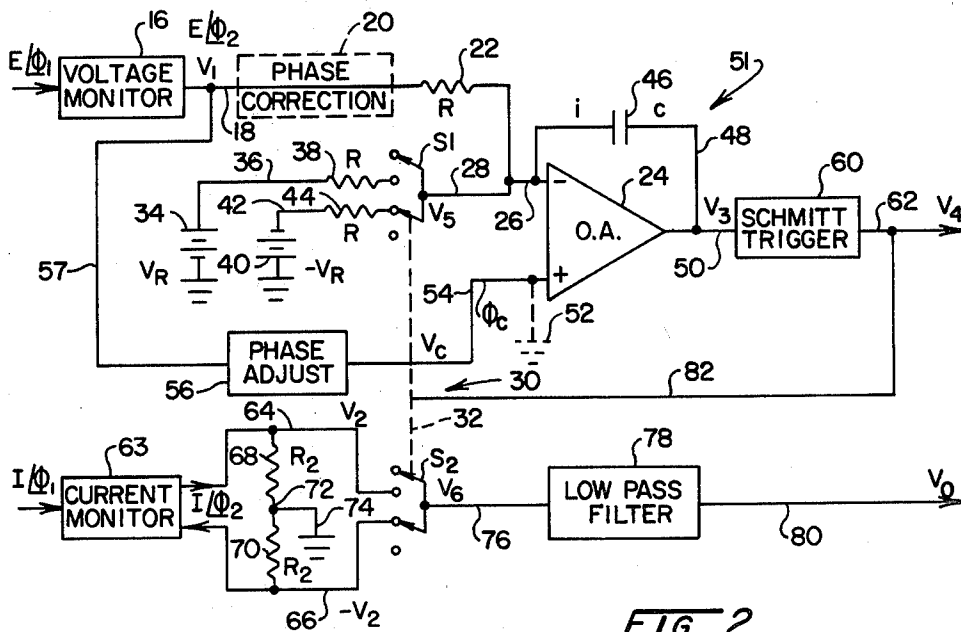 16
E/Φ2
20
22
51
E/Φ1
VOLTAGE
MONITOR
V1
PHASE
CORRECTION
R
18
46
i
c
48
S1
38
R
36
28
44
42
R
V5
26
24
60
34
40
VR
-VR
O.A.
-
+
V3
50
SCHMITT
TRIGGER
62
V4
57
54
Φc
52
PHASE
ADJUST
56
Vc
30
82
64
V2
32
63
68
R2
S2
78
I/Φ1
CURRENT
MONITOR
I/Φ2
72
74
V6
76
LOW PASS
FILTER
V0
80
70
R2
66
-V2
FIG 2